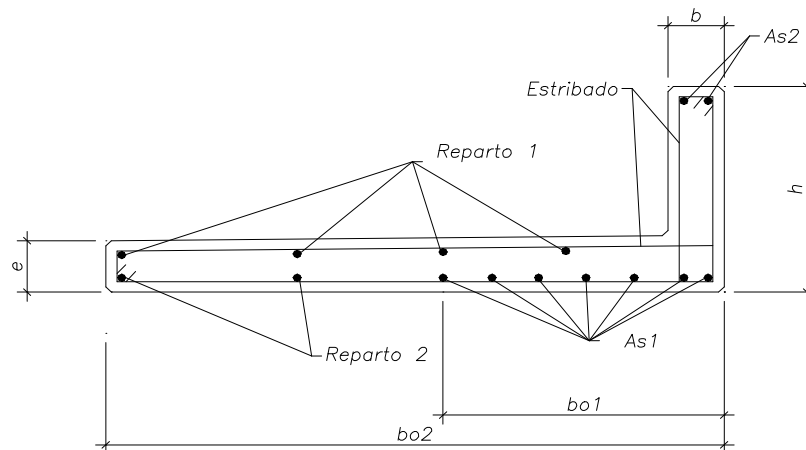 b
As2
Estribado
Reparto 1
h
e
As1
Reparto 2
bo1
bo2